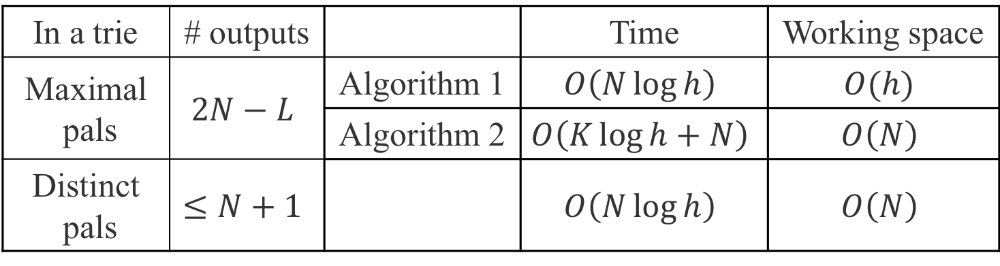 In a trie # outputs Time Working space
Maximal pals 2N − L Algorithm 1 O(N log h) O(h)
Algorithm 2 O(K log h + N) O(N)
Distinct pals ≤ N + 1 O(N log h) O(N)